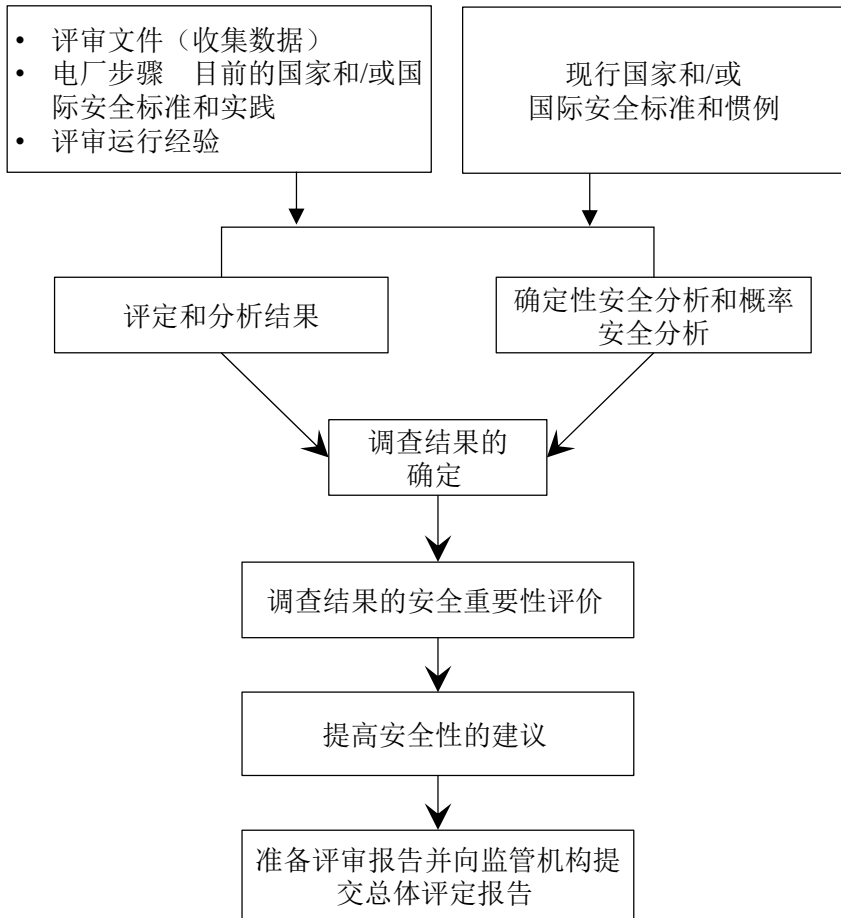 • 评审文件（收集数据）
• 电厂步骤　目前的国家和/或国
际安全标准和实践
• 评审运行经验
现行国家和/或
国际安全标准和惯例
评定和分析结果
确定性安全分析和概率
安全分析
调查结果的
确定
调查结果的安全重要性评价
提高安全性的建议
准备评审报告并向监管机构提
交总体评定报告